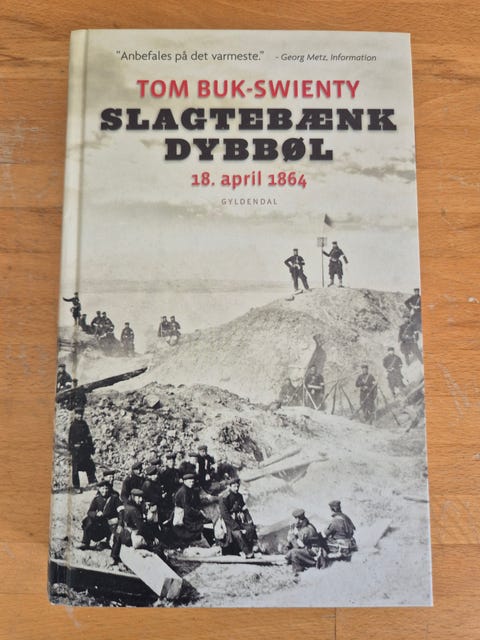 "Anbefales på det varmeste." - Georg Metz, Information
TOM BUK-SWIENTY
SLAGTEBÆNK
DYBBØL
18. april 1864
GYLDENDAL